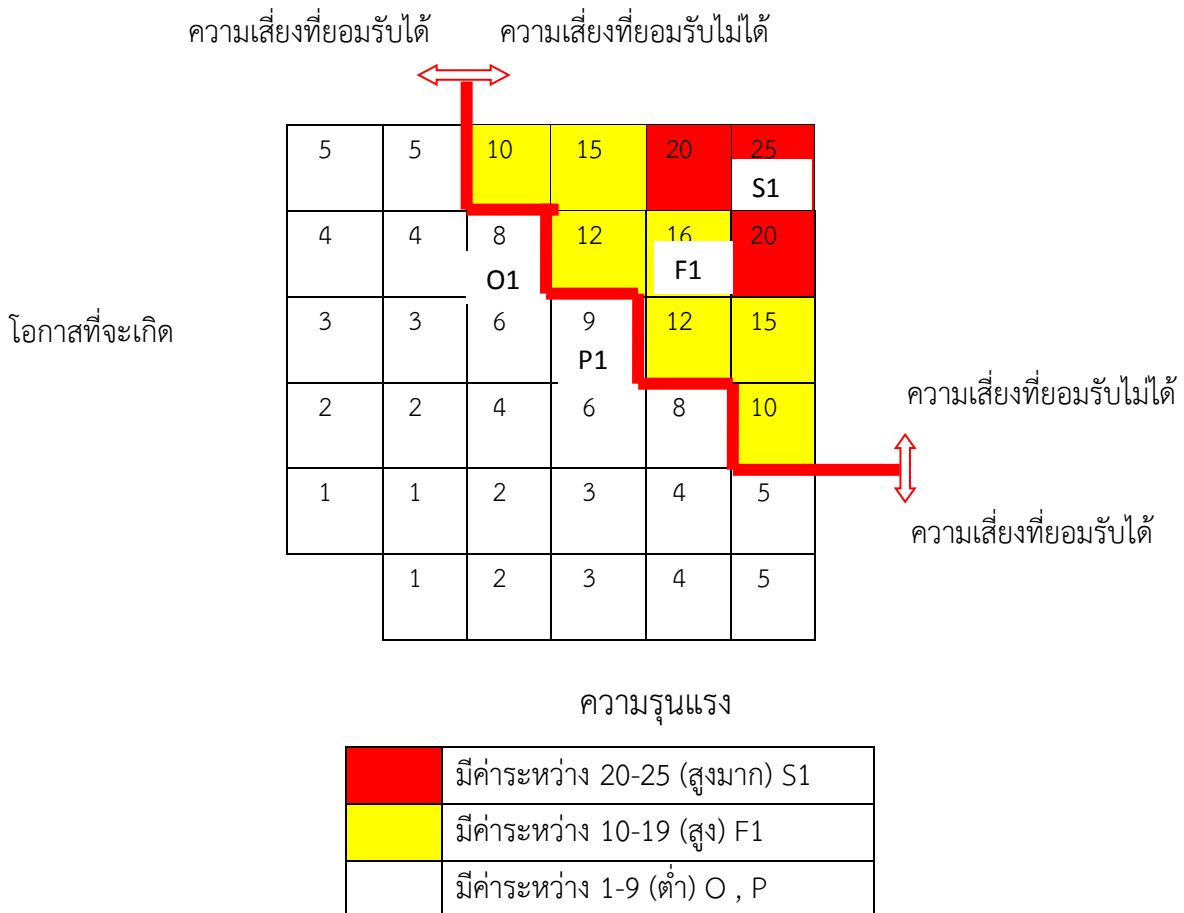 ความเสี่ยงที่ยอมรับได้ ความเสี่ยงที่ยอมรับไม่ได้
5 5 10 15 20 25
S1
4 4 8 12 16 20
O1 F1
โอกาสที่จะเกิด
3 3 6 9 12 15
P1
ความเสี่ยงที่ยอมรับไม่ได้
2 2 4 6 8 10
1 1 2 3 4 5
ความเสี่ยงที่ยอมรับได้
1 2 3 4 5
ความรุนแรง
มีค่าระหว่าง 20-25 (สูงมาก) S1
มีค่าระหว่าง 10-19 (สูง) F1
มีค่าระหว่าง 1-9 (ต่ำ) O , P